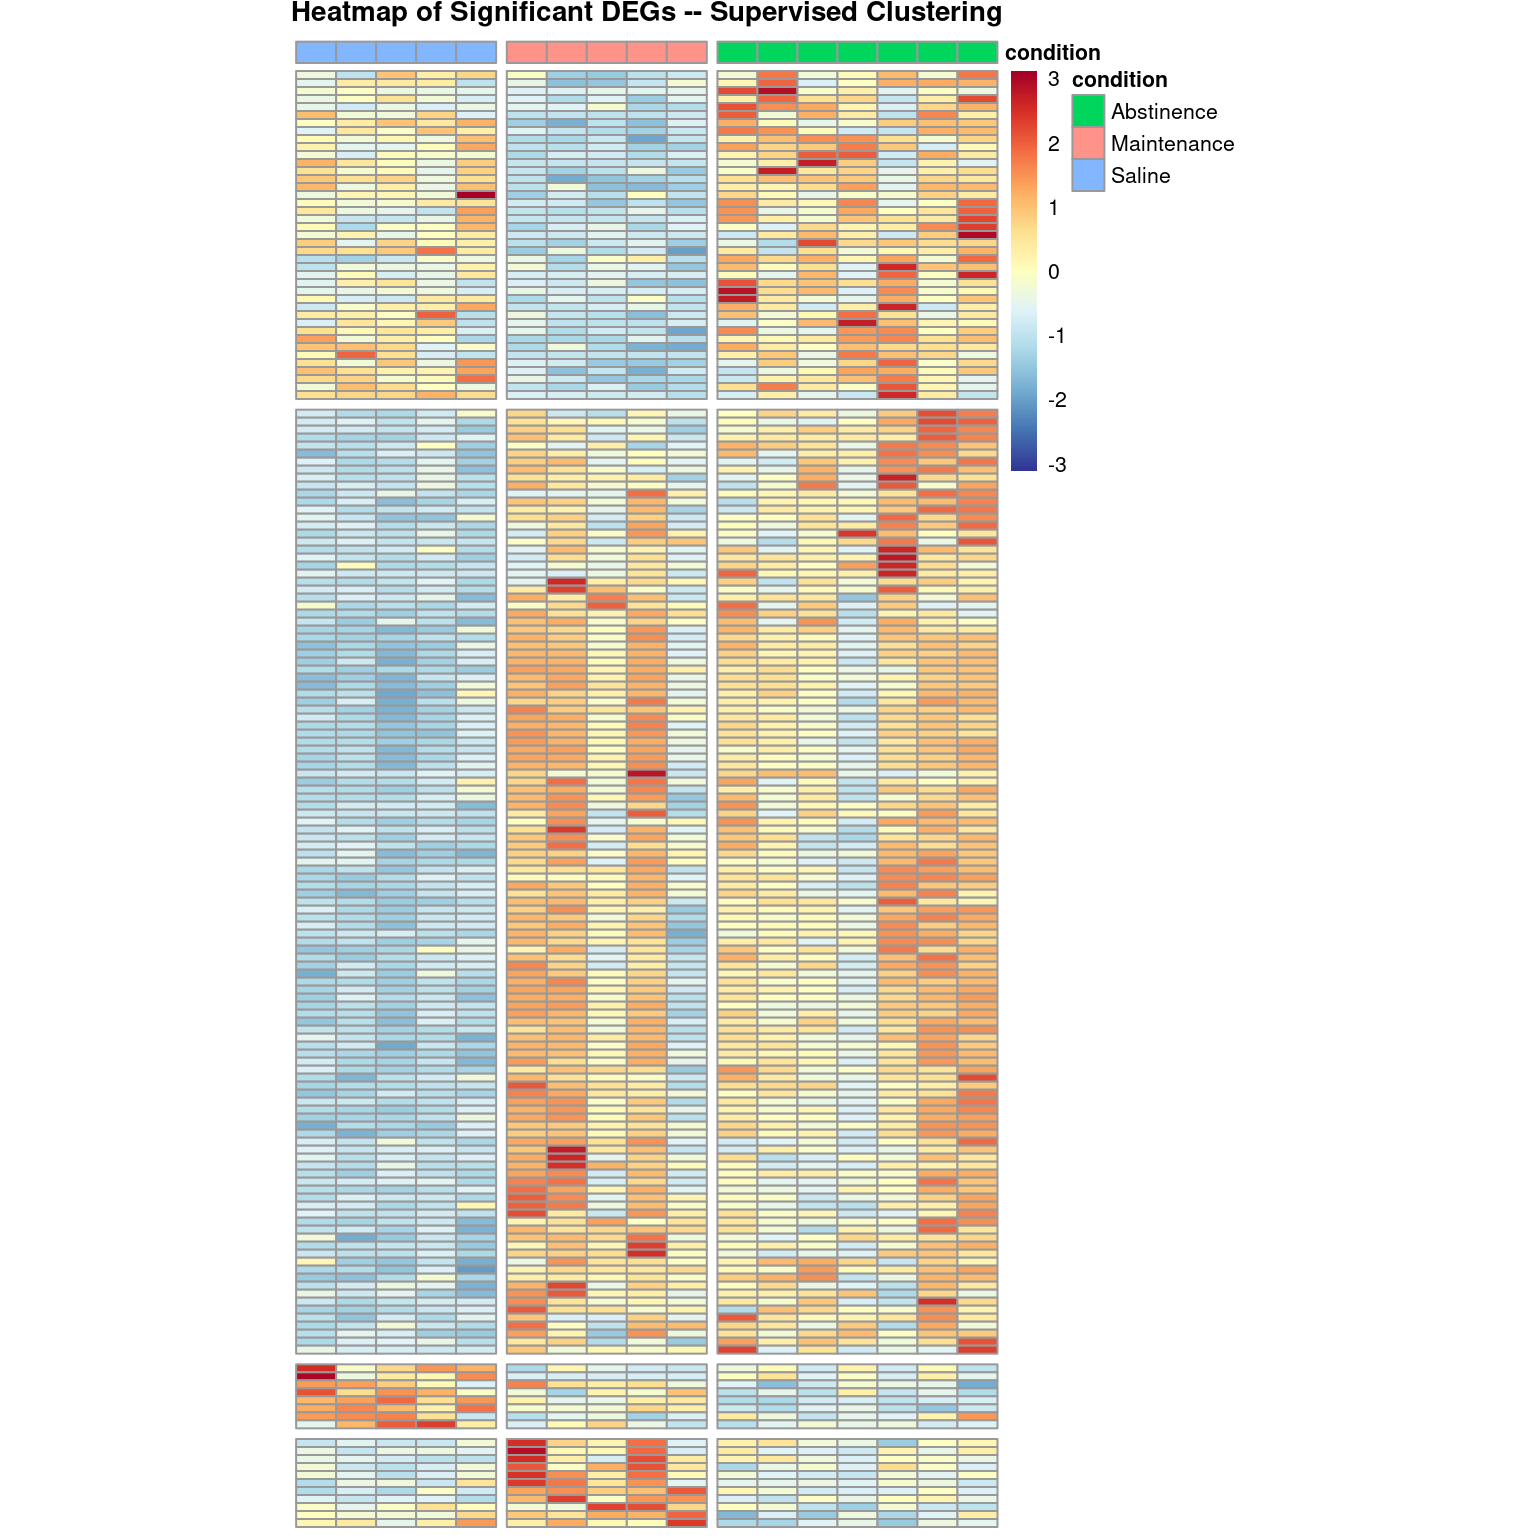 Heatmap of Significant DEGs -- Supervised Clustering
condition
3
2
1
0
-1
-2
-3
condition
Abstinence
Maintenance
Saline